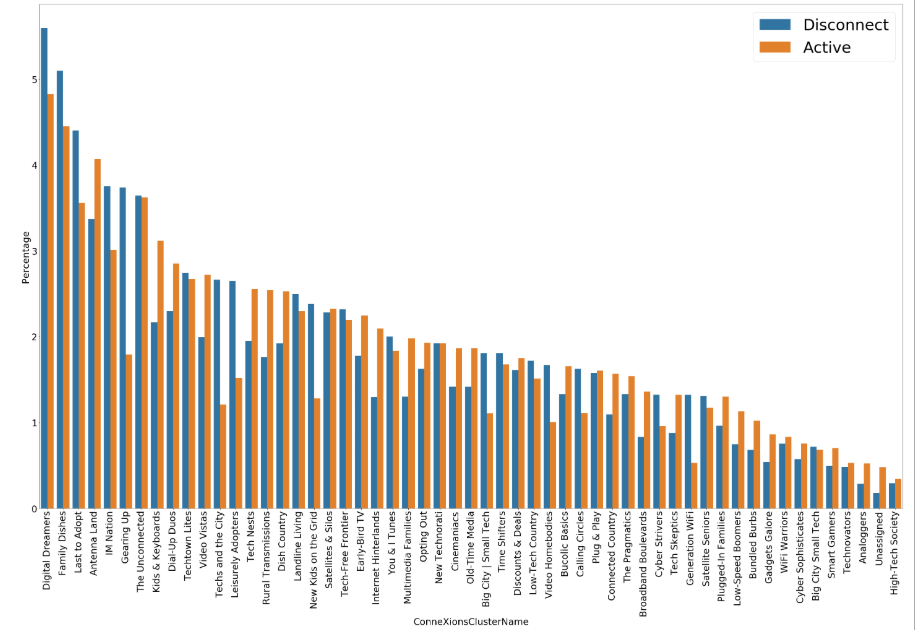 Disconnect
Active
Percentage
5
4
3
2
1
0
Digital Dreamers
Family Dishes
Last to Adopt
Antenna Land
IM Nation
Gearing Up
The Unconnected
Kids & Keyboards
Dial-Up Duos
Techtown Lites
Video Vistas
Techs and the City
Leisurely Adopters
Tech Nests
Rural Transmissions
Dish Country
Landline Living
New Kids on the Grid
Satellites & Silos
Tech-Free Frontier
Early-Bird TV
Internet Hinterlands
You & I Tunes
Multimedia Families
Opting Out
New Technorati
Cinemaniacs
Old-Time Media
Big City | Small Tech
Time Shifters
Discounts & Deals
Low-Tech Country
Video Homebodies
Bucolic Basics
Calling Circles
Plug & Play
Connected Country
The Pragmatics
Broadband Boulevards
Cyber Strivers
Tech Skeptics
Generation WiFi
Satellite Seniors
Plugged-In Families
Low-Speed Boomers
Bundled Burbs
Gadgets Galore
WiFi Warriors
Cyber Sophisticates
Big City Small Tech
Smart Gamers
Technovators
Analoggers
Unassigned
High-Tech Society
ConneXionsClusterName